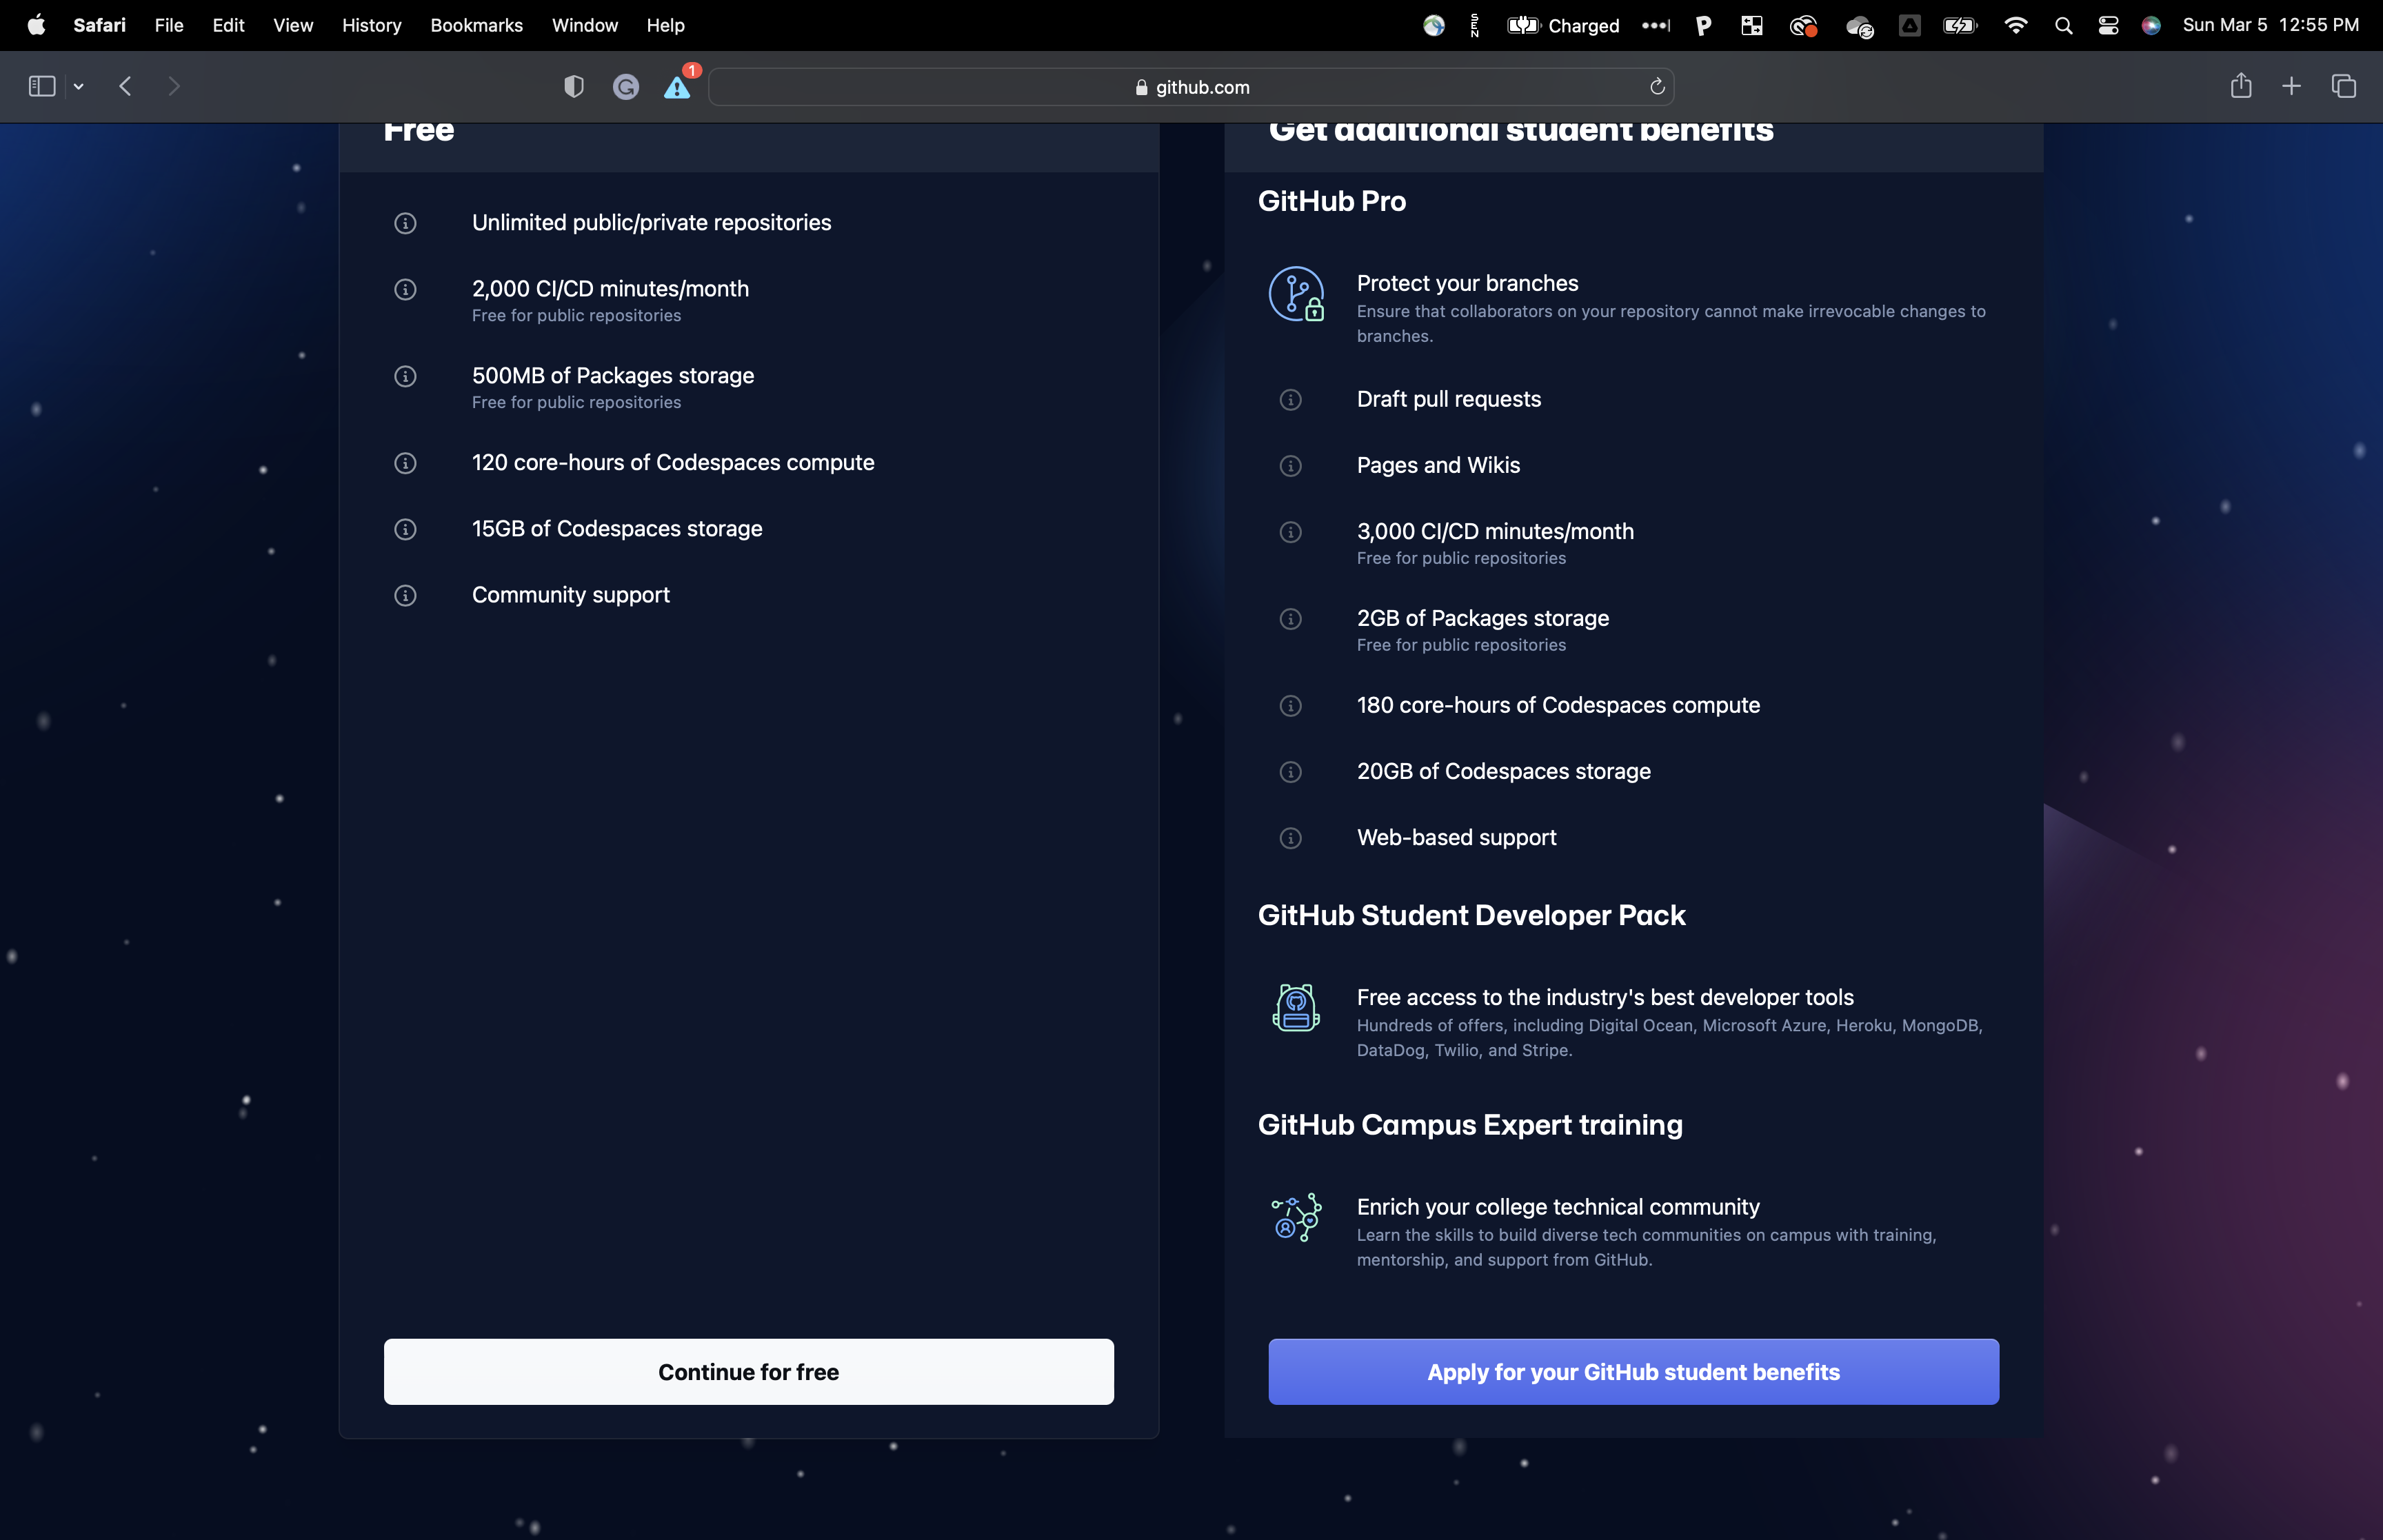 Safari File Edit View History Bookmarks Window Help SEN Charged Sun Mar 5 12:55 PM
1 github.com
Free
Unlimited public/private repositories
2,000 CI/CD minutes/month
Free for public repositories
500MB of Packages storage
Free for public repositories
120 core-hours of Codespaces compute
15GB of Codespaces storage
Community support
Continue for free
Get additional student benefits
GitHub Pro
Protect your branches
Ensure that collaborators on your repository cannot make irrevocable changes to
branches.
Draft pull requests
Pages and Wikis
3,000 CI/CD minutes/month
Free for public repositories
2GB of Packages storage
Free for public repositories
180 core-hours of Codespaces compute
20GB of Codespaces storage
Web-based support
GitHub Student Developer Pack
Free access to the industry's best developer tools
Hundreds of offers, including Digital Ocean, Microsoft Azure, Heroku, MongoDB,
DataDog, Twilio, and Stripe.
GitHub Campus Expert training
Enrich your college technical community
Learn the skills to build diverse tech communities on campus with training,
mentorship, and support from GitHub.
Apply for your GitHub student benefits